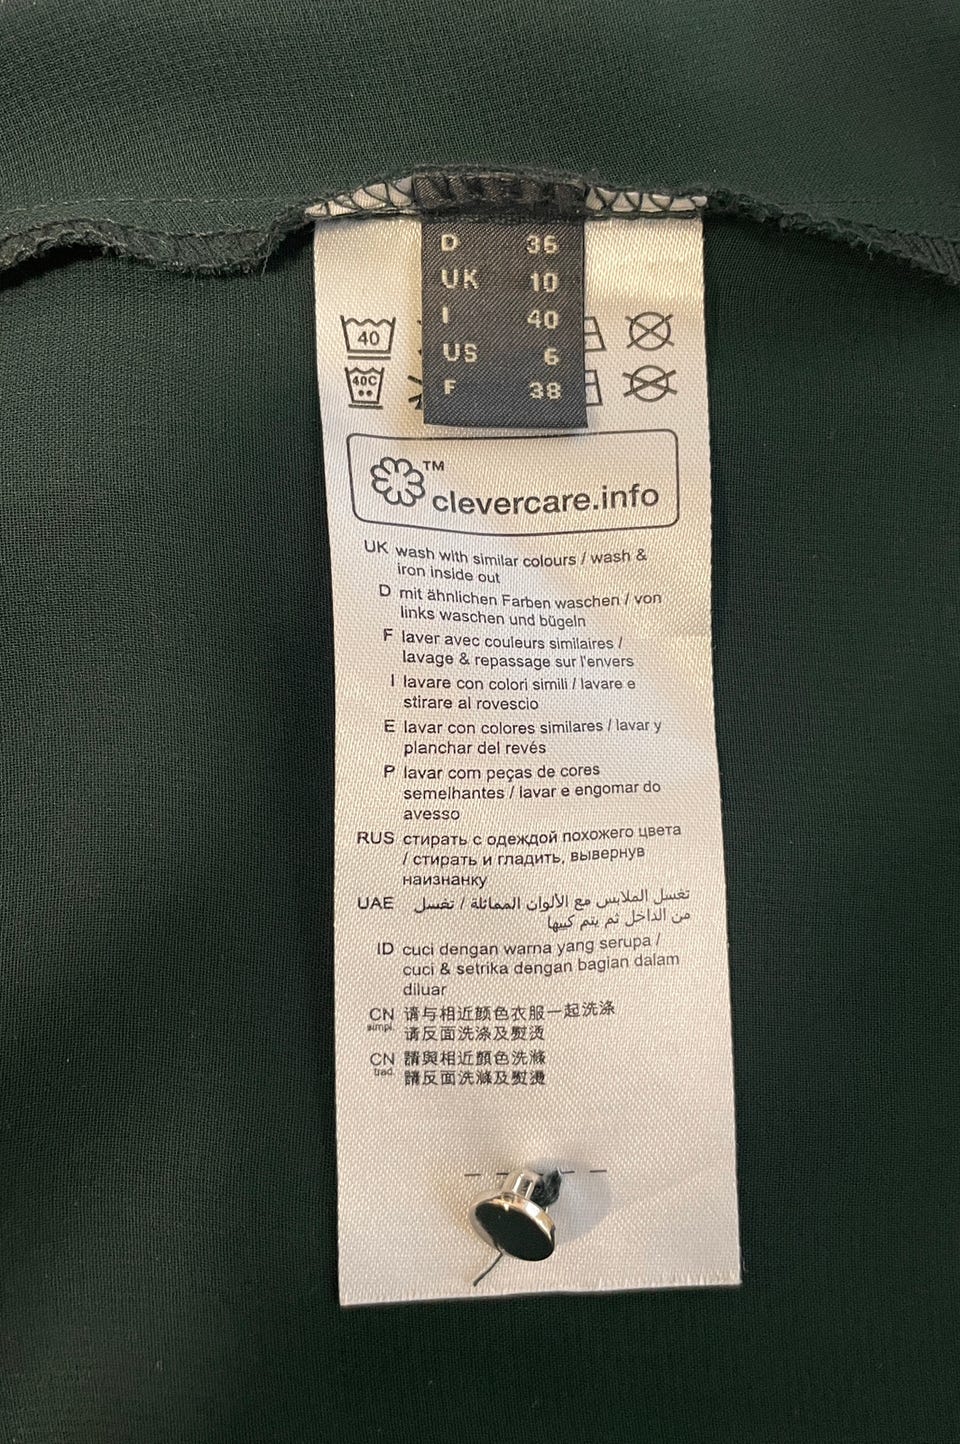 D 36
UK 10
I 40
US 6
F 38
40
40C
™
clevercare.info
UK wash with similar colours / wash &
iron inside out
D mit ähnlichen Farben waschen / von
links waschen und bügeln
F laver avec couleurs similaires /
lavage & repassage sur l'envers
I lavare con colori simili / lavare e
stirare al rovescio
E lavar con colores similares / lavar y
planchar del revés
P lavar com peças de cores
semelhantes / lavar e engomar do
avesso
RUS стирать с одеждой похожего цвета
/ стирать и гладить, вывернув
наизнанку
UAE تغسل الملابس مع الألوان المماثلة / تغسل
من الداخل ثم يتم كييها
ID cuci dengan warna yang serupa /
cuci & setrika dengan bagian dalam
diluar
CN simpl. 请与相近颜色衣服一起洗涤
请反面洗涤及熨烫
CN trad. 請與相近顏色洗滌
請反面洗滌及熨燙